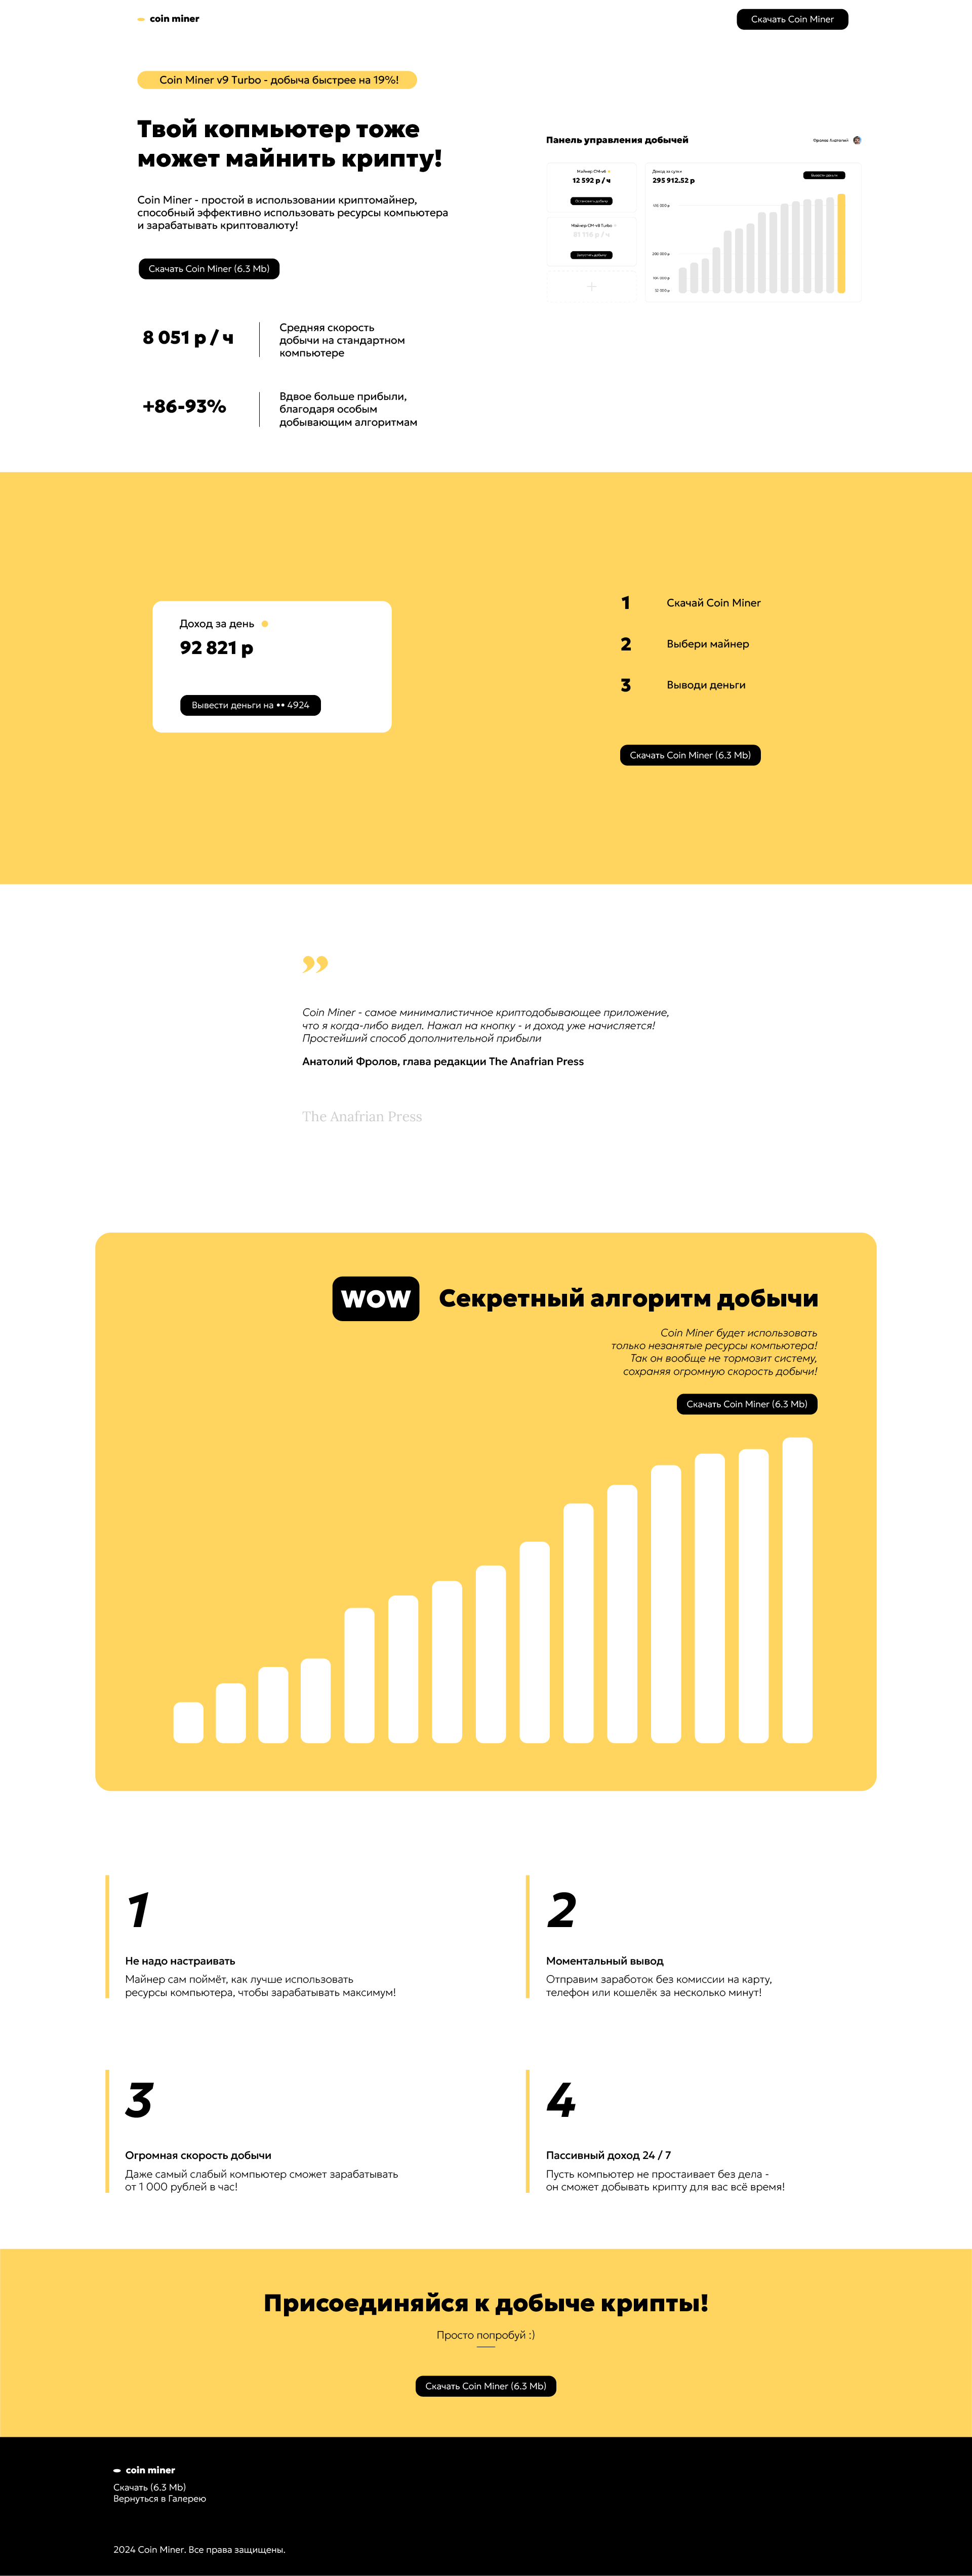 coin miner
Скачать Coin Miner
Coin Miner v9 Turbo - добыча быстрее на 19%!
Твой копмьютер тоже
может майнить крипту!
Coin Miner - простой в использовании криптомайнер,
способный эффективно использовать ресурсы компьютера
и зарабатывать криптовалюту!
Скачать Coin Miner (6.3 Mb)
8 051 р / ч
Средняя скорость
добычи на стандартном
компьютере
+86-93%
Вдвое больше прибыли,
благодаря особым
добывающим алгоритмам
Панель управления добычей
12 592 р / ч
Майнер CM-v8 Turbo
Доход за сутки
295 912.52 р
Доход за день
92 821 р
Вывести деньги на •• 4924
1
Скачай Coin Miner
2
Выбери майнер
3
Выводи деньги
Скачать Coin Miner (6.3 Mb)
”
Coin Miner - самое минималистичное криптодобывающее приложение,
что я когда-либо видел. Нажал на кнопку - и доход уже начисляется!
Простейший способ дополнительной прибыли
Анатолий Фролов, глава редакции The Anafrian Press
The Anafrian Press
WOW
Секретный алгоритм добычи
Coin Miner будет использовать
только незанятые ресурсы компьютера!
Так он вообще не тормозит систему,
сохраняя огромную скорость добычи!
Скачать Coin Miner (6.3 Mb)
1
Не надо настраивать
Майнер сам поймёт, как лучше использовать
ресурсы компьютера, чтобы зарабатывать максимум!
2
Моментальный вывод
Отправим заработок без комиссии на карту,
телефон или кошелёк за несколько минут!
3
Огромная скорость добычи
Даже самый слабый компьютер сможет зарабатывать
от 1 000 рублей в час!
4
Пассивный доход 24 / 7
Пусть компьютер не простаивает без дела -
он сможет добывать крипту для вас всё время!
Присоединяйся к добыче крипты!
Просто попробуй :)
Скачать Coin Miner (6.3 Mb)
coin miner
Скачать (6.3 Mb)
Вернуться в Галерею
2024 Coin Miner. Все права защищены.